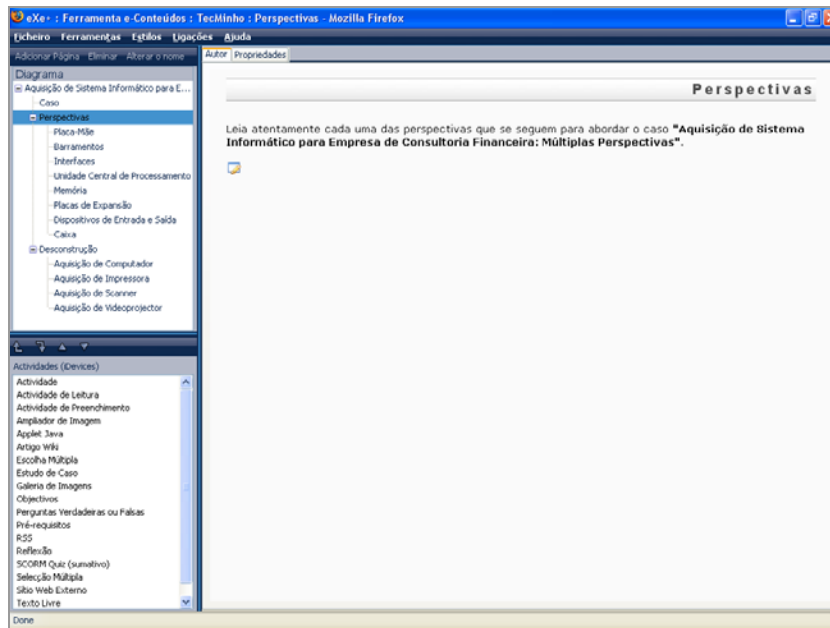 eXe+ : Ferramenta e-Conteúdos : TecMinho : Perspectivas - Mozilla Firefox
Ficheiro Ferramentas Estilos Ligações Ajuda
Adicionar Página Eliminar Alterar o nome
Autor Propriedades
Diagrama
Aquisição de Sistema Informático para E...
Caso
Perspectivas
Placa-Mãe
Barramentos
Interfaces
Unidade Central de Processamento
Memória
Placas de Expansão
Dispositivos de Entrada e Saída
Caixa
Desconstrução
Aquisição de Computador
Aquisição de Impressora
Aquisição de Scanner
Aquisição de Videoprojector
Actividades (iDevices)
Actividade
Actividade de Leitura
Actividade de Preenchimento
Ampliador de Imagem
Applet Java
Artigo Wiki
Escolha Múltipla
Estudo de Caso
Galeria de Imagens
Objectivos
Perguntas Verdadeiras ou Falsas
Pré-requisitos
RSS
Reflexão
SCORM Quiz (sumativo)
Selecção Múltipla
Sítio Web Externo
Texto Livre
Perspectivas
Leia atentamente cada uma das perspectivas que se seguem para abordar o caso "Aquisição de Sistema
Informático para Empresa de Consultoria Financeira: Múltiplas Perspectivas".
Done